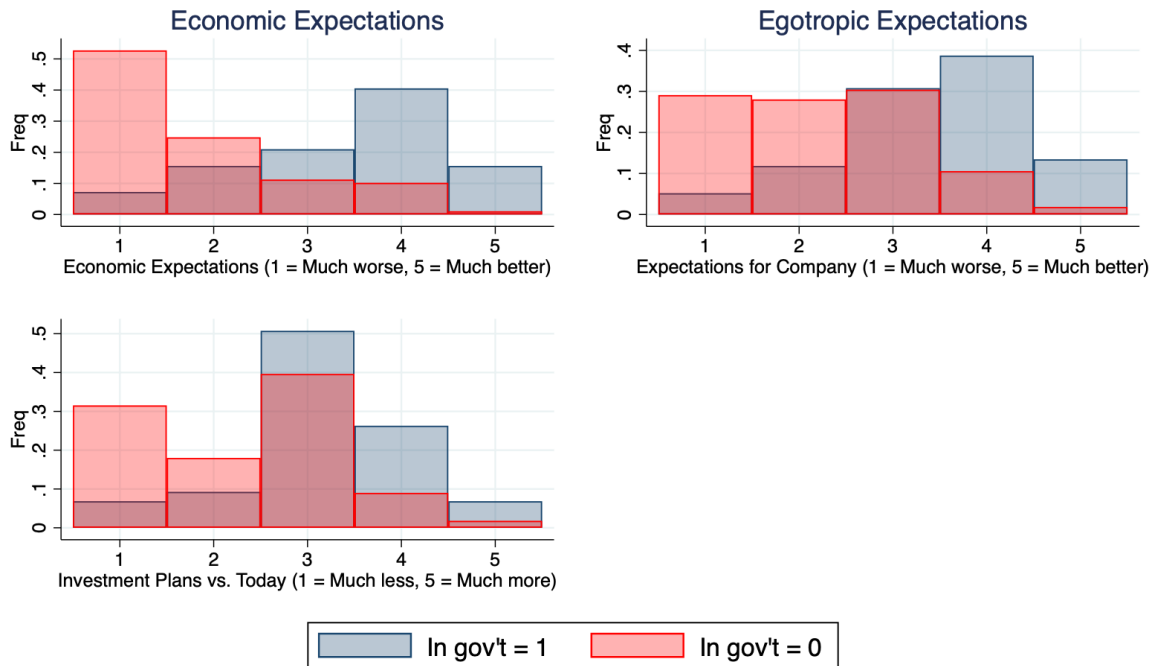 Economic Expectations
Freq
.5
.4
.3
.2
.1
0
1 2 3 4 5
Economic Expectations (1 = Much worse, 5 = Much better)
Egotropic Expectations
Freq
.4
.3
.2
.1
0
1 2 3 4 5
Expectations for Company (1 = Much worse, 5 = Much better)
Freq
.5
.4
.3
.2
.1
0
1 2 3 4 5
Investment Plans vs. Today (1 = Much less, 5 = Much more)
In gov't = 1 In gov't = 0